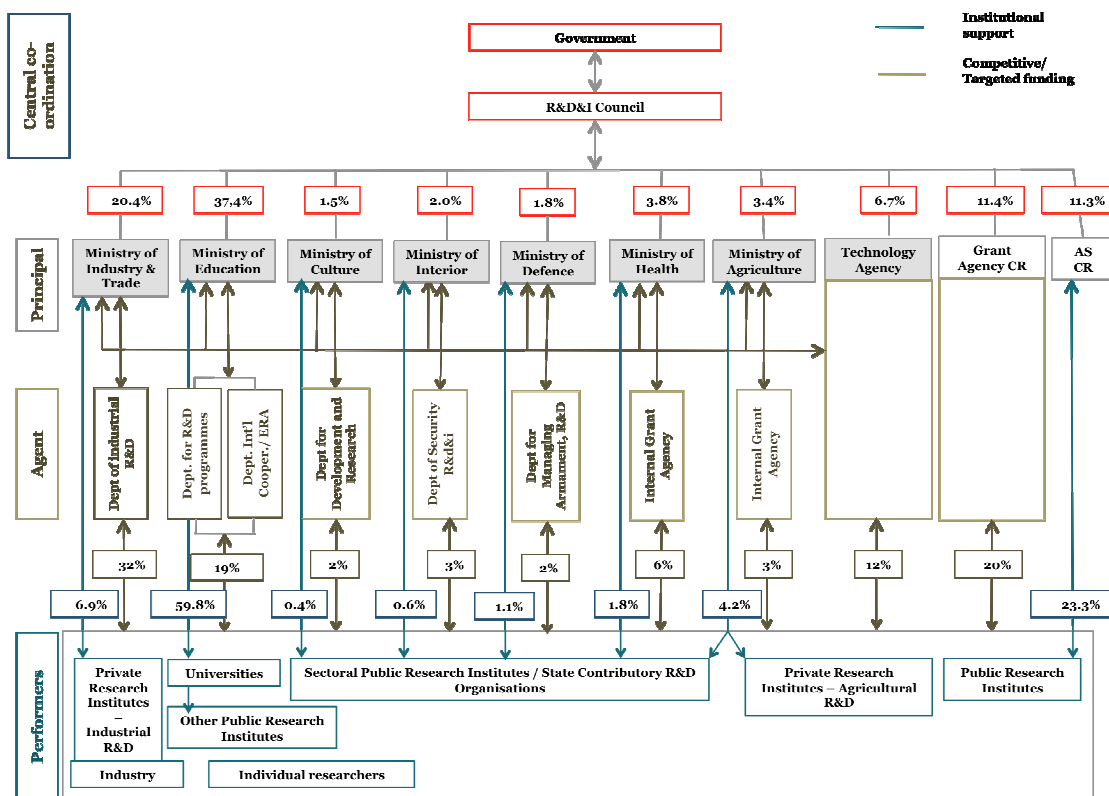 Central co-
ordination
Government
R&D&I Council
Institutional
support
Competitive/
Targeted funding
20.4%
37,4%
1.5%
2.0%
1.8%
3.8%
3.4%
6.7%
11.4%
11.3%
Principal
Ministry of
Industry &
Trade
Ministry of
Education
Ministry of
Culture
Ministry of
Interior
Ministry of
Defence
Ministry of
Health
Ministry of
Agriculture
Technology
Agency
Grant
Agency CR
AS
CR
Agent
Dept of industrial
R&D
Dept. for R&D
programmes
Dept. Int'l
Cooper./ ERA
Dept for
Development and
Research
Dept of Security
R&d&i
Dept for
Managing
Armament, R&D
Internal Grant
Agency
Internal Grant
Agency
32%
19%
2%
3%
2%
6%
3%
12%
20%
6.9%
59.8%
0.4%
0.6%
1.1%
1.8%
4.2%
23.3%
Performers
Private
Research
Institutes
–
Industrial
R&D
Universities
Other Public Research
Institutes
Sectoral Public Research Institutes / State Contributory R&D
Organisations
Private Research
Institutes – Agricultural
R&D
Public Research
Institutes
Industry
Individual researchers